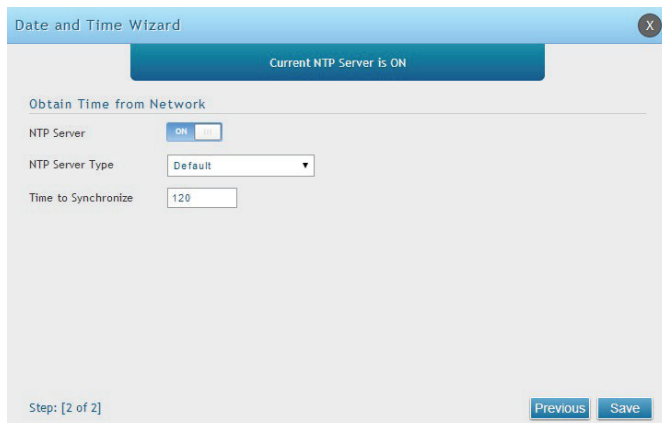 Date and Time Wizard
X
Current NTP Server is ON
Obtain Time from Network
NTP Server ON
NTP Server Type Default
Time to Synchronize 120
Step: [2 of 2] Previous Save